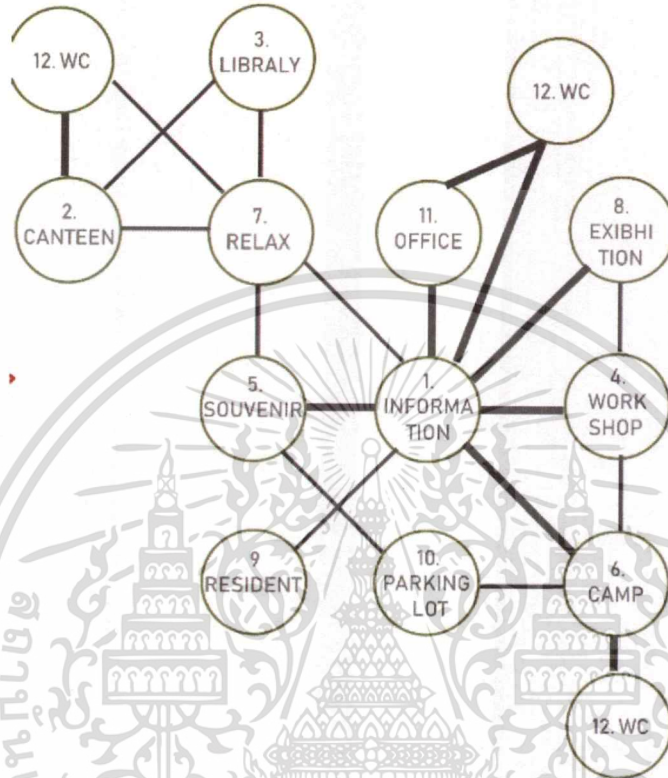 12. WC
3.
LIBRALY
12. WC
2.
CANTEEN
7.
RELAX
11.
OFFICE
8.
EXIBHI
TION
5.
SOUVENIR
1.
INFORMA
TION
4.
WORK
SHOP
9
RESIDENT
10.
PARKING
LOT
6.
CAMP
12. WC